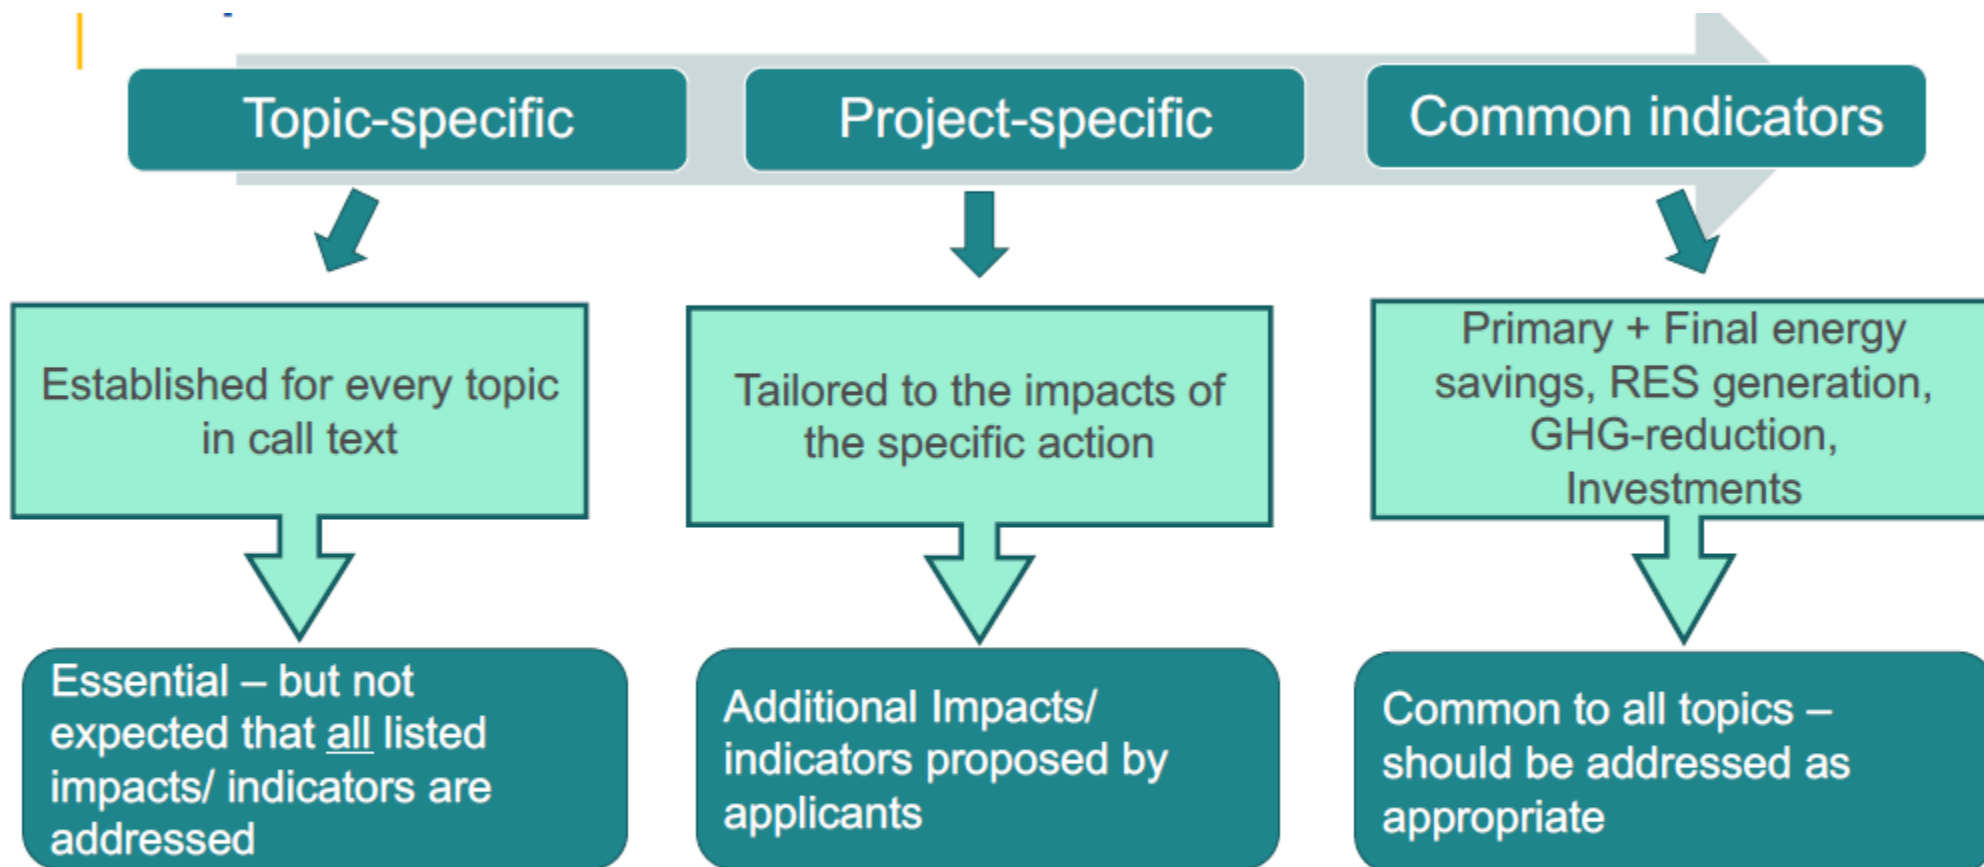 Topic-specific
Project-specific
Common indicators
Established for every topic
in call text
Tailored to the impacts of
the specific action
Primary + Final energy
savings, RES generation,
GHG-reduction,
Investments
Essential – but not
expected that all listed
impacts/ indicators are
addressed
Additional Impacts/
indicators proposed by
applicants
Common to all topics –
should be addressed as
appropriate